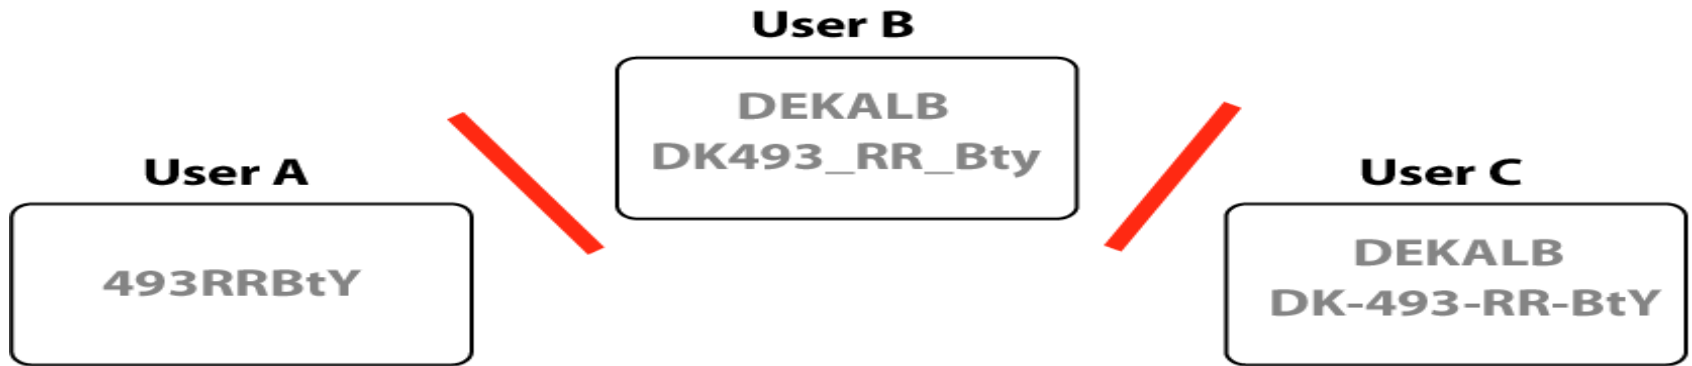 User A
493RRBtY
User B
DEKALB
DK493_RR_Bty
User C
DEKALB
DK-493-RR-BtY